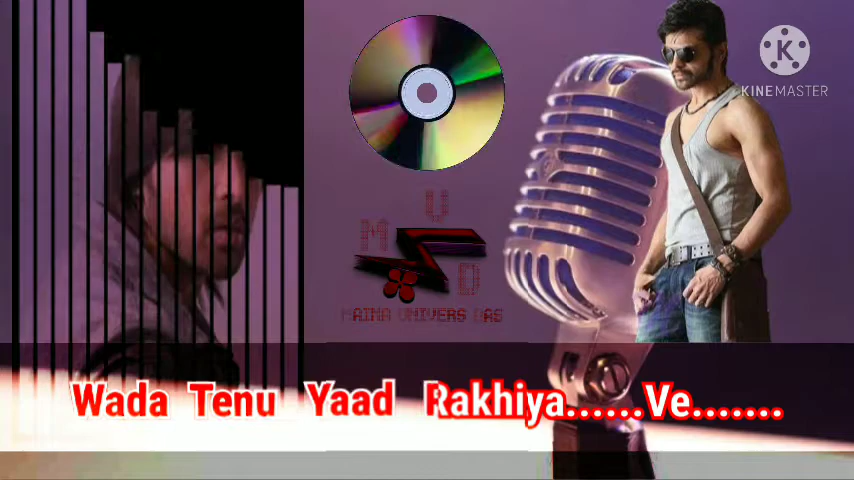 KINEMASTER
M U D
MAINA UNIVERS DAS
Wada Tenu Yaad Rakhiya......Ve.......